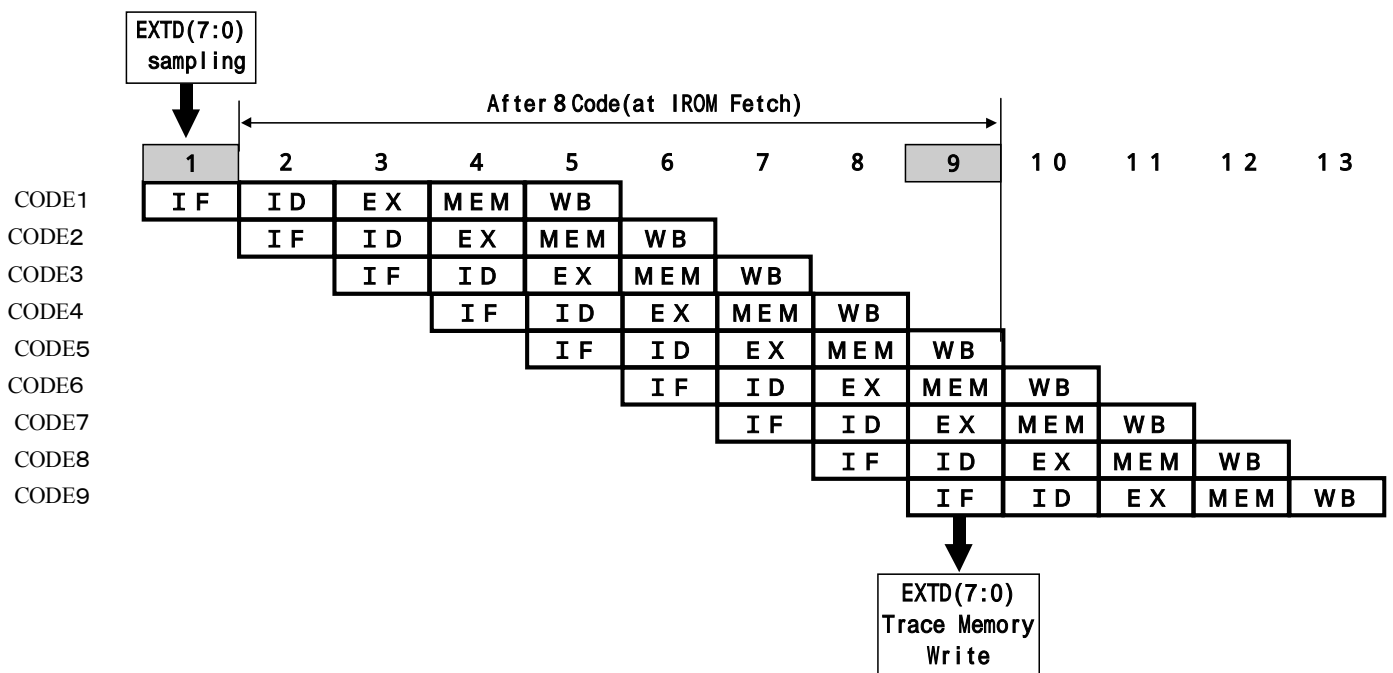 EXTD(7:0)
sampling
After 8 Code(at IROM Fetch)
1 2 3 4 5 6 7 8 9 10 11 12 13
CODE1 IF ID EX MEM WB
CODE2 IF ID EX MEM WB
CODE3 IF ID EX MEM WB
CODE4 IF ID EX MEM WB
CODE5 IF ID EX MEM WB
CODE6 IF ID EX MEM WB
CODE7 IF ID EX MEM WB
CODE8 IF ID EX MEM WB
CODE9 IF ID EX MEM WB
EXTD(7:0)
Trace Memory
Write